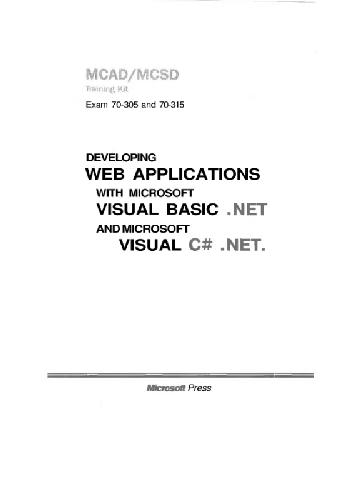 MCAD/MCSD
Training Kit
Exam 70-305 and 70-315
DEVELOPING
WEB APPLICATIONS
WITH MICROSOFT
VISUAL BASIC .NET
AND MICROSOFT
VISUAL C# .NET.
Microsoft Press